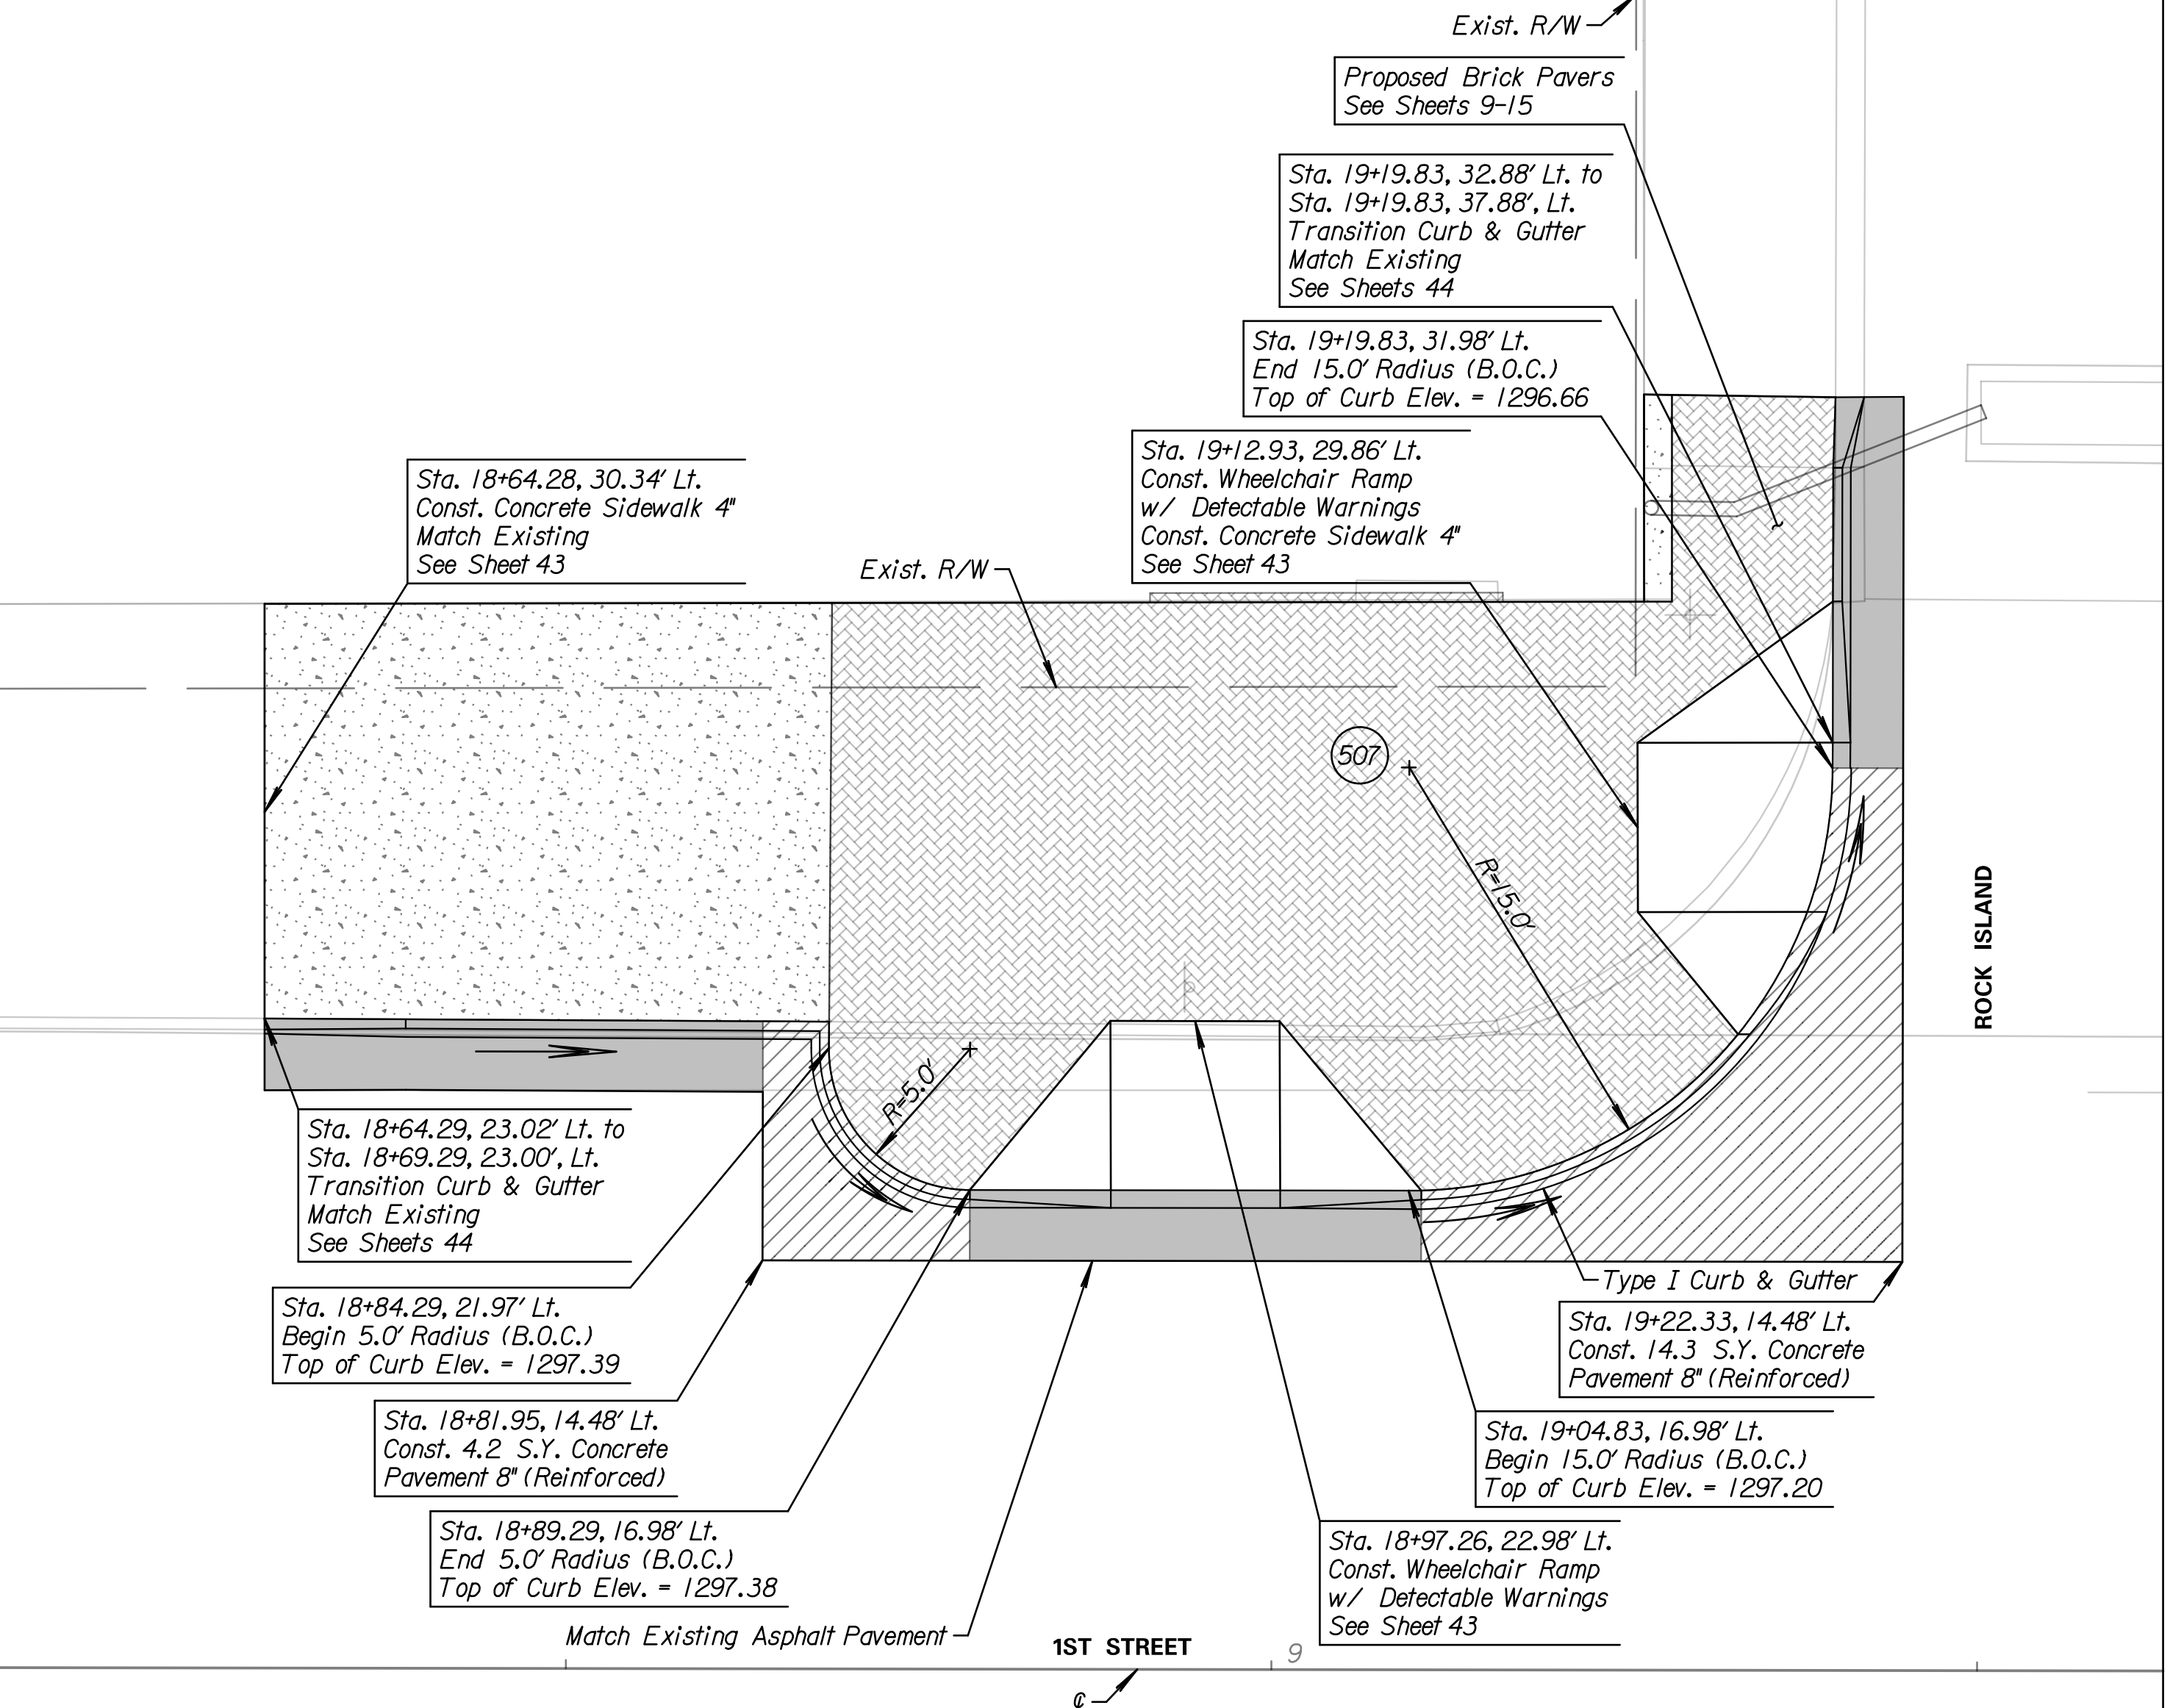 Exist. R/W
Proposed Brick Pavers
See Sheets 9-15
Sta. 19+19.83, 32.88' Lt. to
Sta. 19+19.83, 37.88', Lt.
Transition Curb & Gutter
Match Existing
See Sheets 44
Sta. 19+19.83, 31.98' Lt.
End 15.0' Radius (B.O.C.)
Top of Curb Elev. = 1296.66
Sta. 19+12.93, 29.86' Lt.
Const. Wheelchair Ramp
w/ Detectable Warnings
Const. Concrete Sidewalk 4"
See Sheet 43
Sta. 18+64.28, 30.34' Lt.
Const. Concrete Sidewalk 4"
Match Existing
See Sheet 43
Exist. R/W
507
R=15.0'
R=5.0'
ROCK ISLAND
Sta. 18+64.29, 23.02' Lt. to
Sta. 18+69.29, 23.00', Lt.
Transition Curb & Gutter
Match Existing
See Sheets 44
Sta. 18+84.29, 21.97' Lt.
Begin 5.0' Radius (B.O.C.)
Top of Curb Elev. = 1297.39
Sta. 18+81.95, 14.48' Lt.
Const. 4.2 S.Y. Concrete
Pavement 8" (Reinforced)
Sta. 18+89.29, 16.98' Lt.
End 5.0' Radius (B.O.C.)
Top of Curb Elev. = 1297.38
Match Existing Asphalt Pavement
Type I Curb & Gutter
Sta. 19+22.33, 14.48' Lt.
Const. 14.3 S.Y. Concrete
Pavement 8" (Reinforced)
Sta. 19+04.83, 16.98' Lt.
Begin 15.0' Radius (B.O.C.)
Top of Curb Elev. = 1297.20
Sta. 18+97.26, 22.98' Lt.
Const. Wheelchair Ramp
w/ Detectable Warnings
See Sheet 43
1ST STREET
9
℄